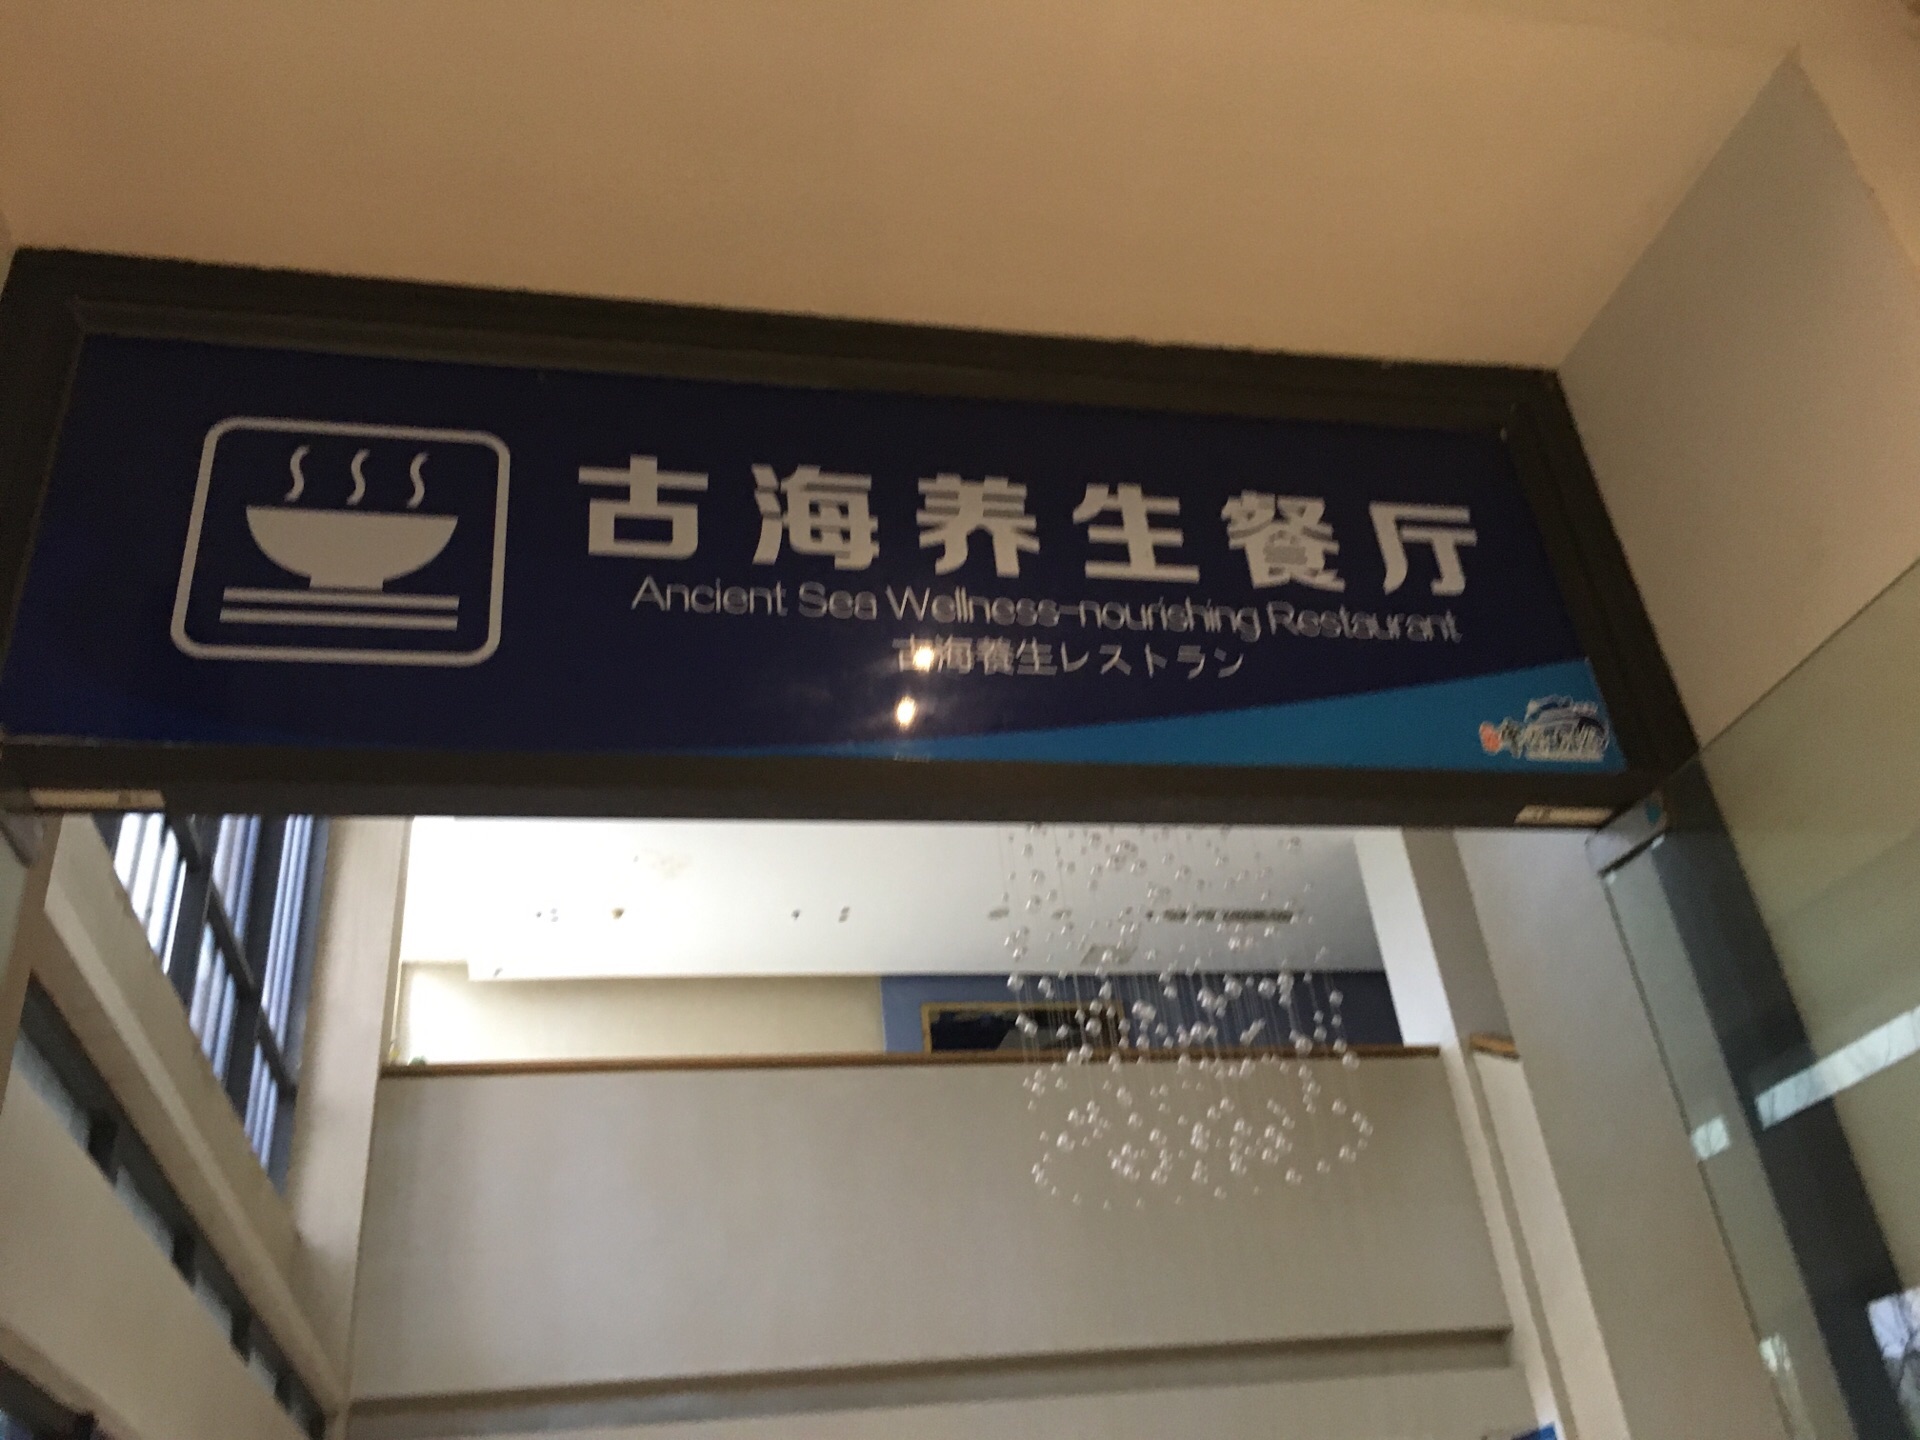 古海养生餐厅
Ancient Sea Wellness-nourishing Restaurant
古海養生レストラン